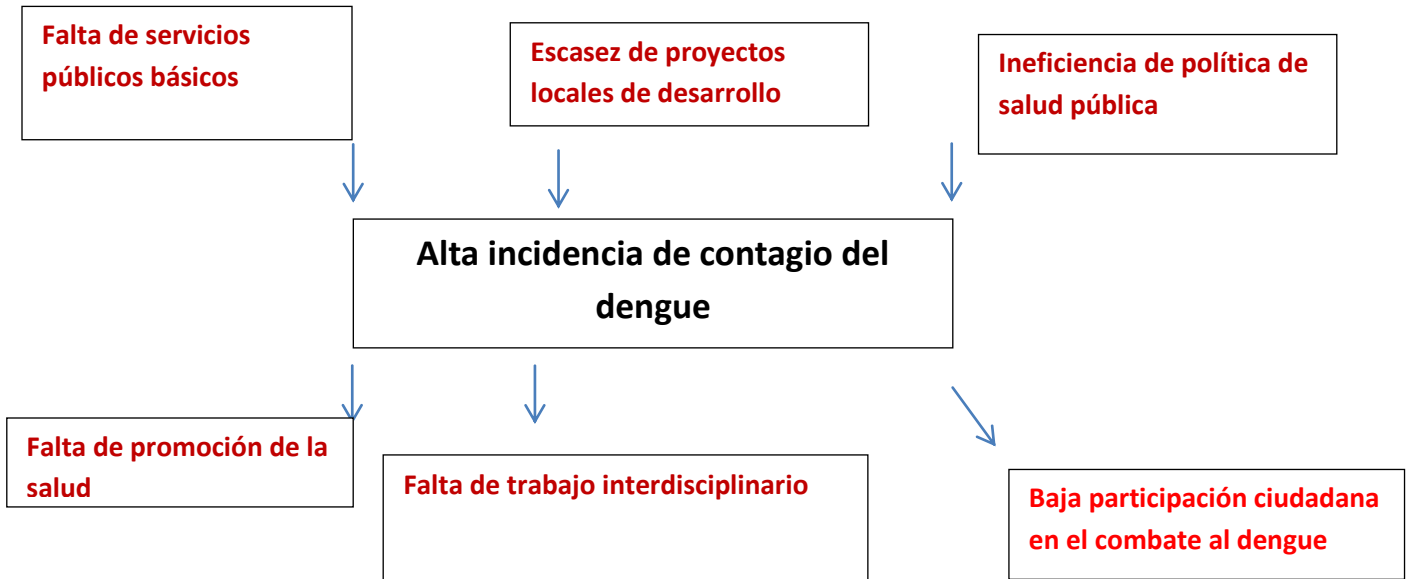 Falta de servicios
públicos básicos
Escasez de proyectos
locales de desarrollo
Ineficiencia de política de
salud pública
Alta incidencia de contagio del
dengue
Falta de promoción de la
salud
Falta de trabajo interdisciplinario
Baja participación ciudadana
en el combate al dengue